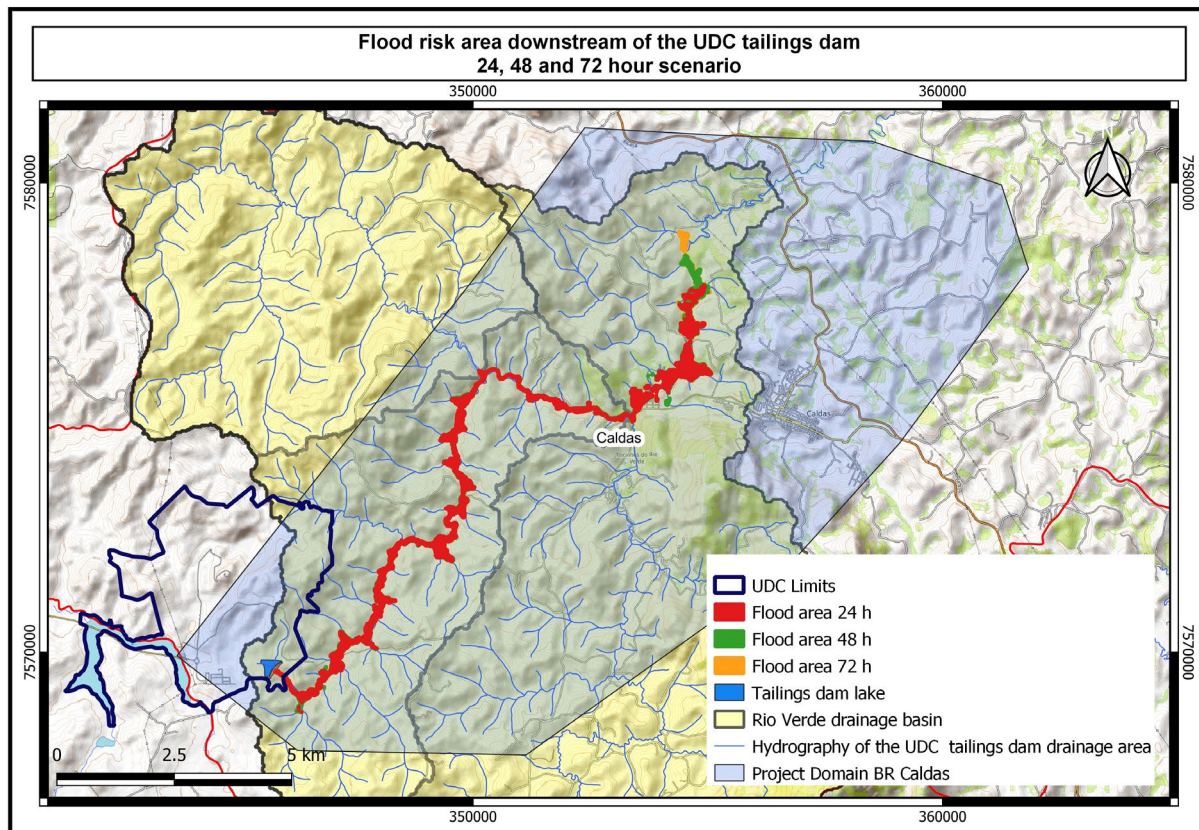 Flood risk area downstream of the UDC tailings dam
24, 48 and 72 hour scenario
350000
360000
7580000
7580000
Caldas
Caldas
7570000
7570000
UDC Limits
Flood area 24 h
Flood area 48 h
Flood area 72 h
Tailings dam lake
Rio Verde drainage basin
Hydrography of the UDC tailings dam drainage area
Project Domain BR Caldas
0
2.5
5 km
350000
360000